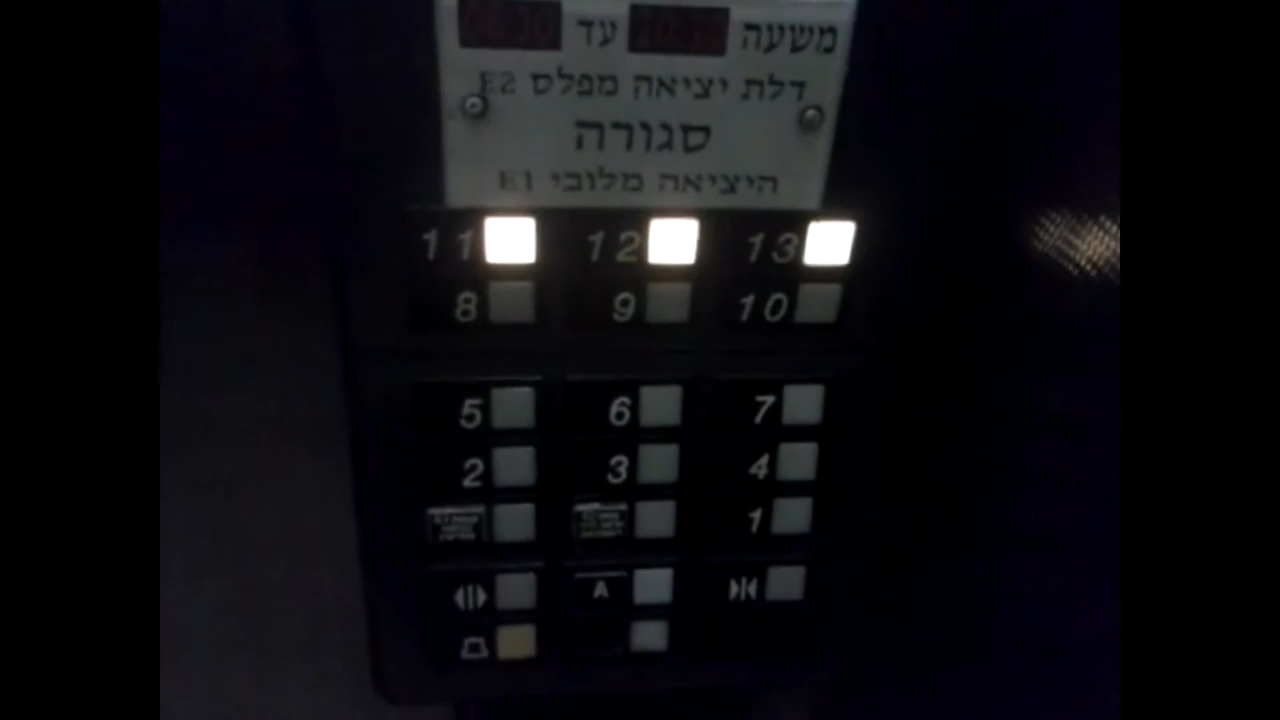 משעה עד
דלת יציאה מפלס E2
סגורה
היציאה מלובי E1
11 12 13
8 9 10
5 6 7
2 3 4
1
A